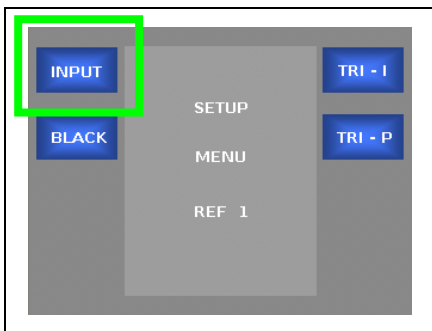 INPUT
BLACK
SETUP
MENU
REF 1
TRI - I
TRI - P